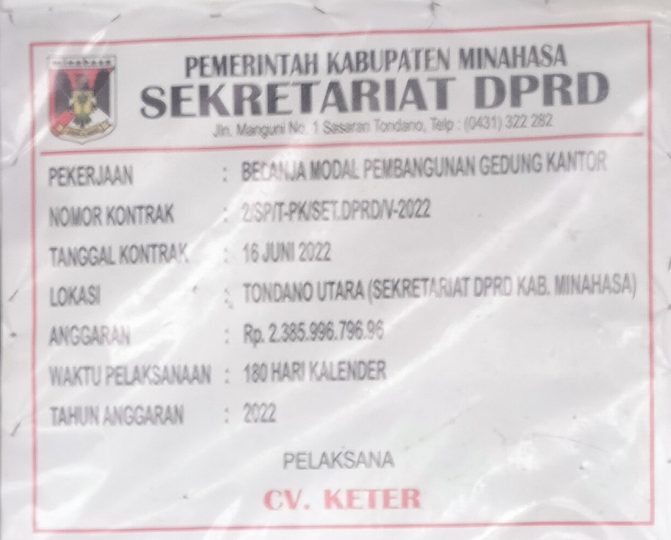 minahasa
PEMERINTAH KABUPATEN MINAHASA
SEKRETARIAT DPRD
Jln. Manguni No. 1 Sasaran Tondano, Telp : (0431) 322 282
PEKERJAAN : BELANJA MODAL PEMBANGUNAN GEDUNG KANTOR
NOMOR KONTRAK : 2/SP/T-PK/SET.DPRD/V-2022
TANGGAL KONTRAK : 16 JUNI 2022
LOKASI : TONDANO UTARA (SEKRETARIAT DPRD KAB. MINAHASA)
ANGGARAN : Rp. 2.385.996.796.96
WAKTU PELAKSANAAN : 180 HARI KALENDER
TAHUN ANGGARAN : 2022
PELAKSANA
CV. KETER